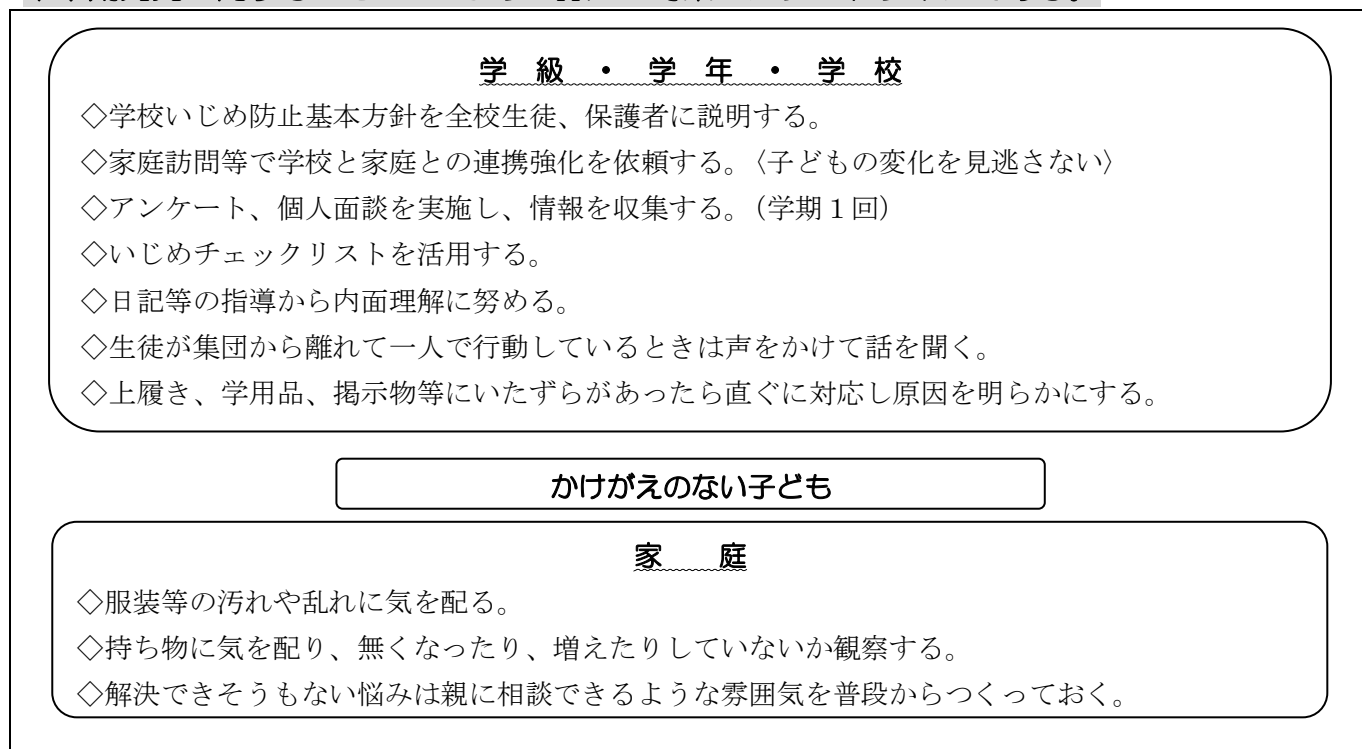 学 級 ・ 学 年 ・ 学 校
◇学校いじめ防止基本方針を全校生徒、保護者に説明する。
◇家庭訪問等で学校と家庭との連携強化を依頼する。〈子どもの変化を見逃さない〉
◇アンケート、個人面談を実施し、情報を収集する。（学期１回）
◇いじめチェックリストを活用する。
◇日記等の指導から内面理解に努める。
◇生徒が集団から離れて一人で行動しているときは声をかけて話を聞く。
◇上履き、学用品、掲示物等にいたずらがあったら直ぐに対応し原因を明らかにする。
かけがえのない子ども
家　庭
◇服装等の汚れや乱れに気を配る。
◇持ち物に気を配り、無くなったり、増えたりしていないか観察する。
◇解決できそうもない悩みは親に相談できるような雰囲気を普段からつくっておく。